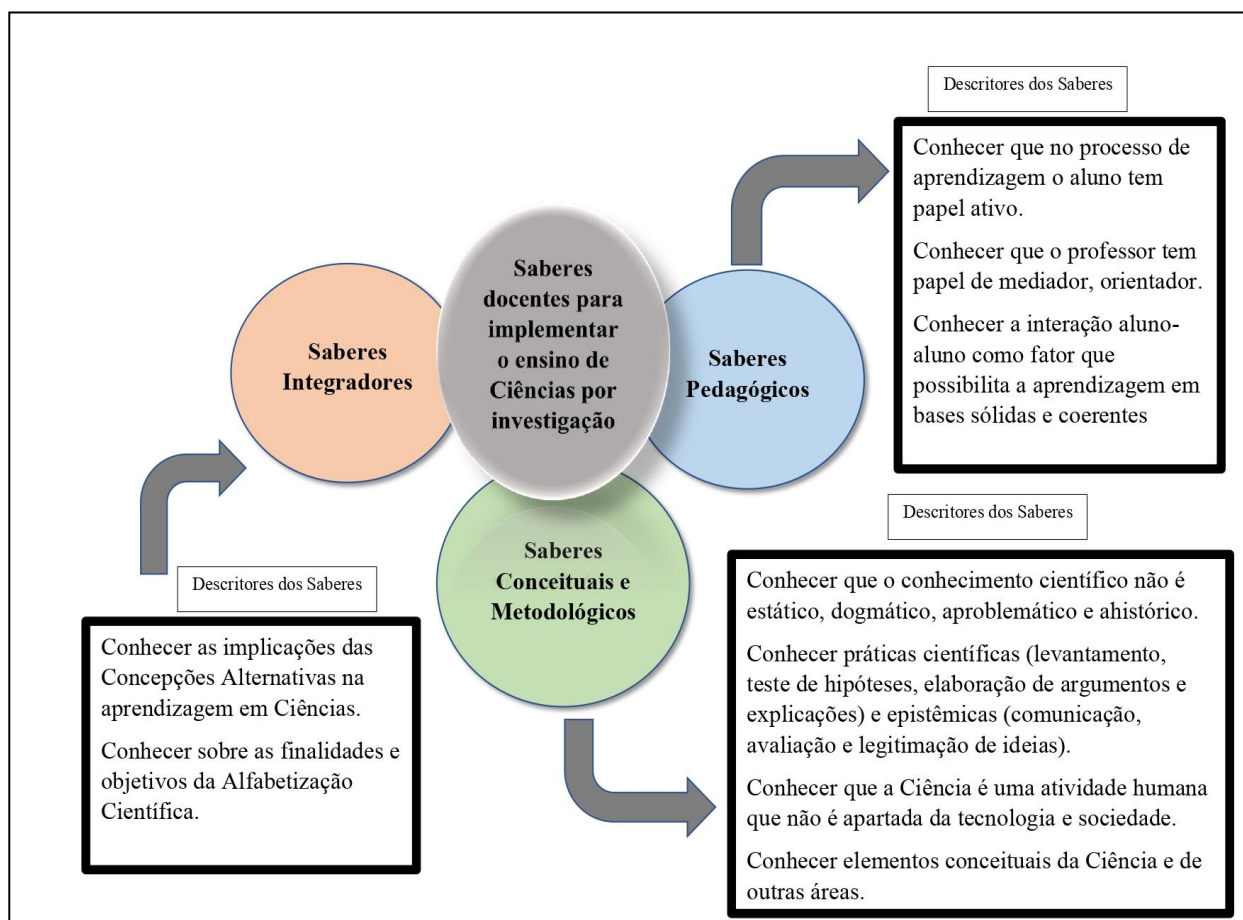 Descritores dos Saberes
Conhecer que no processo de
aprendizagem o aluno tem
papel ativo.
Conhecer que o professor tem
papel de mediador, orientador.
Conhecer a interação aluno-
aluno como fator que
possibilita a aprendizagem em
bases sólidas e coerentes
Saberes
docentes para
implementar
o ensino de
Ciências por
investigação
Saberes
Integradores
Saberes
Pedagógicos
Saberes
Conceituais e
Metodológicos
Descritores dos Saberes
Conhecer as implicações das
Concepções Alternativas na
aprendizagem em Ciências.
Conhecer sobre as finalidades e
objetivos da Alfabetização
Científica.
Descritores dos Saberes
Conhecer que o conhecimento científico não é
estático, dogmático, aproblemático e ahistórico.
Conhecer práticas científicas (levantamento,
teste de hipóteses, elaboração de argumentos e
explicações) e epistêmicas (comunicação,
avaliação e legitimação de ideias).
Conhecer que a Ciência é uma atividade humana
que não é apartada da tecnologia e sociedade.
Conhecer elementos conceituais da Ciência e de
outras áreas.